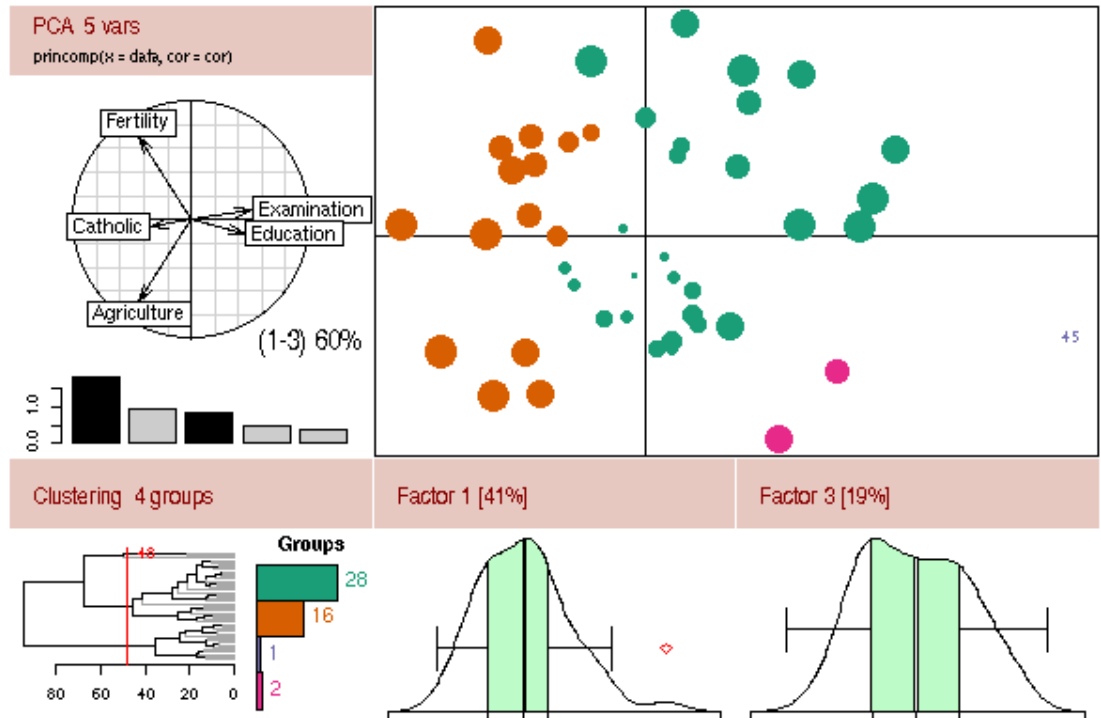 PCA 5 vars
princomp(x = data, cor = cor)
Fertility
Examination
Catholic
Education
Agriculture
(1-3) 60%
45
1.0
0.0
Clustering 4 groups
Factor 1 [41%]
Factor 3 [19%]
48
Groups
28
16
1
2
80 60 40 20 0